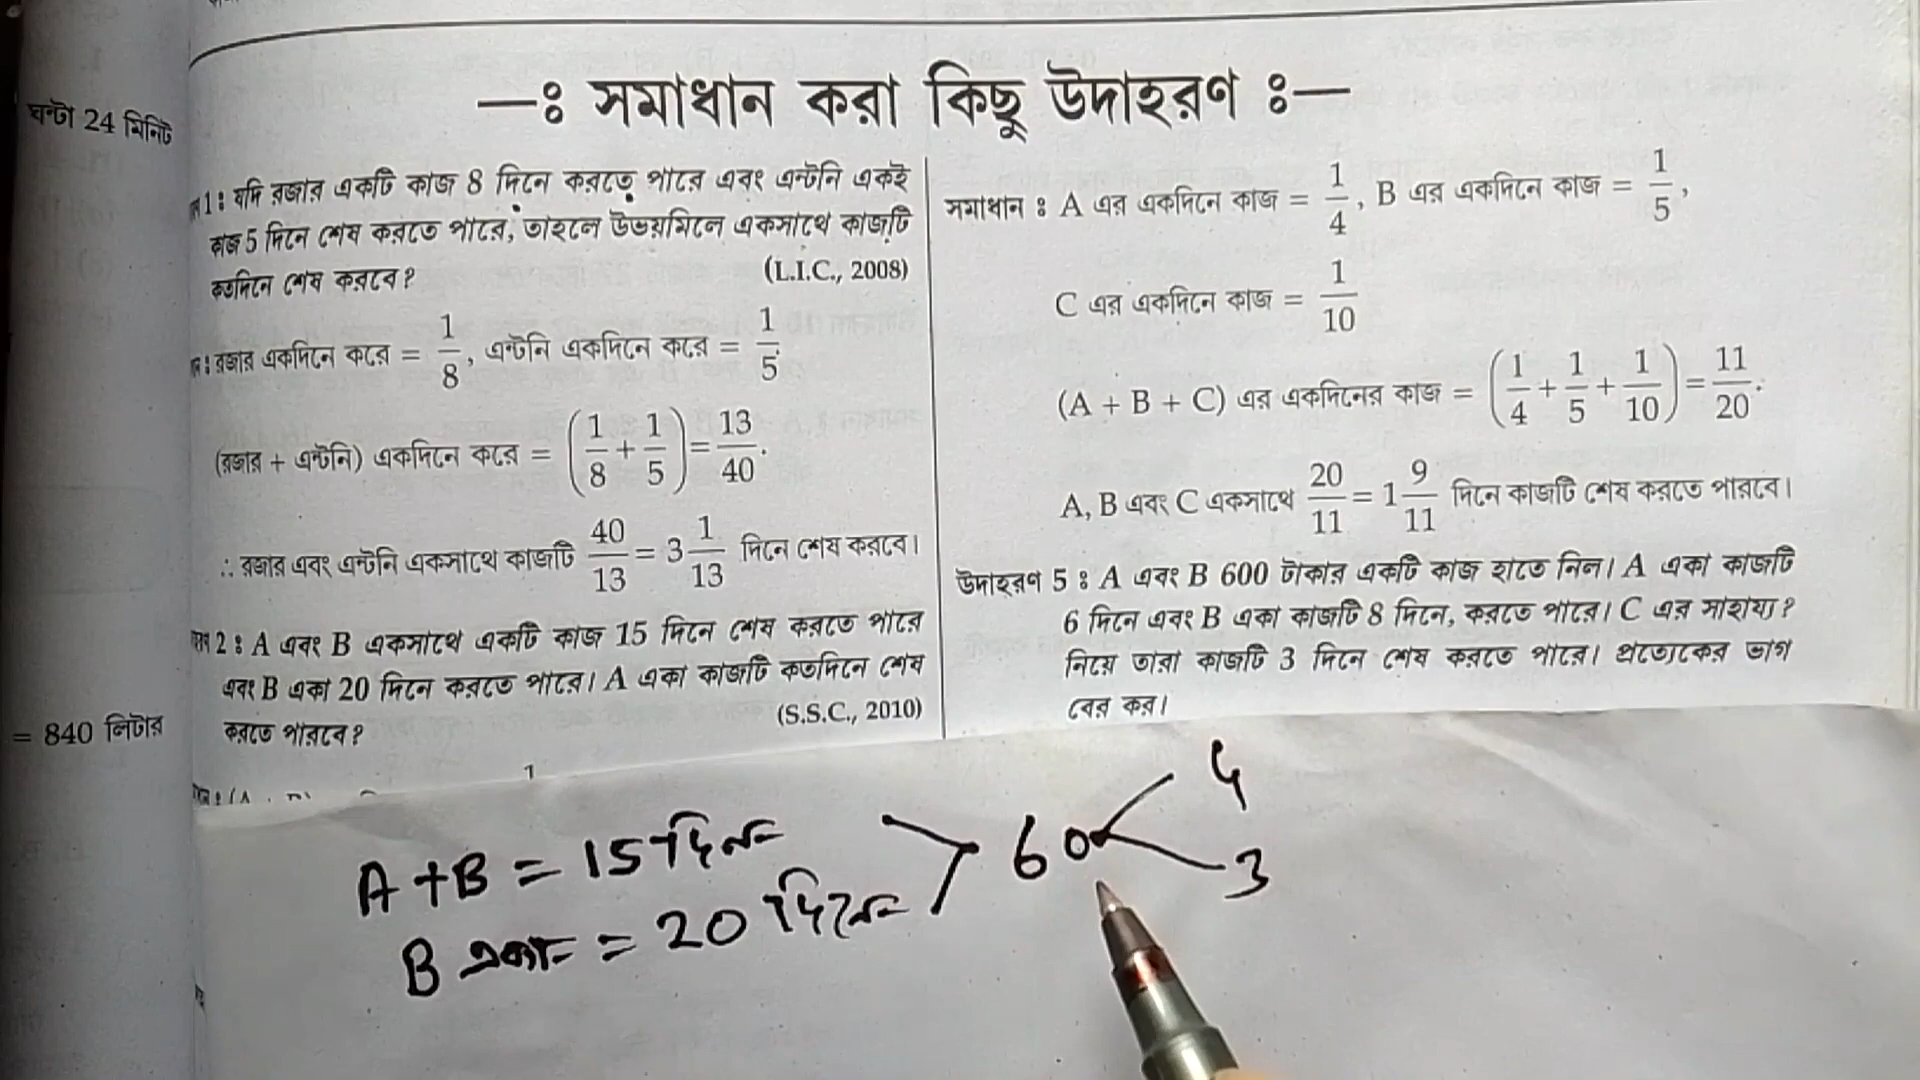 ঘন্টা 24 মিনিট
= 840 লিটার
—ঃ সমাধান করা কিছু উদাহরণ ঃ—
1ঃ যদি রজার একটি কাজ 8 দিনে করতে পারে এবং এন্টনি একই
কাজ 5 দিনে শেষ করতে পারে, তাহলে উভয়মিলে একসাথে কাজটি
কতদিনে শেষ করবে? (L.I.C., 2008)
ঃ রজার একদিনে করে = 1/8, এন্টনি একদিনে করে = 1/5
(রজার + এন্টনি) একদিনে করে = (1/8 + 1/5) = 13/40.
∴ রজার এবং এন্টনি একসাথে কাজটি 40/13 = 3 1/13 দিনে শেষ করবে।
2ঃ A এবং B একসাথে একটি কাজ 15 দিনে শেষ করতে পারে
এবং B একা 20 দিনে করতে পারে। A একা কাজটি কতদিনে শেষ
করতে পারবে? (S.S.C., 2010)
সমাধান ঃ A এর একদিনে কাজ = 1/4, B এর একদিনে কাজ = 1/5,
C এর একদিনে কাজ = 1/10
(A + B + C) এর একদিনের কাজ = (1/4 + 1/5 + 1/10) = 11/20.
A, B এবং C একসাথে 20/11 = 1 9/11 দিনে কাজটি শেষ করতে পারবে।
উদাহরণ 5ঃ A এবং B 600 টাকার একটি কাজ হাতে নিল। A একা কাজটি
6 দিনে এবং B একা কাজটি 8 দিনে, করতে পারে। C এর সাহায্য?
নিয়ে তারা কাজটি 3 দিনে শেষ করতে পারে। প্রত্যেকের ভাগ
বের কর।
A+B = 15 দিনে
B একা = 20 দিনে
60
4
3